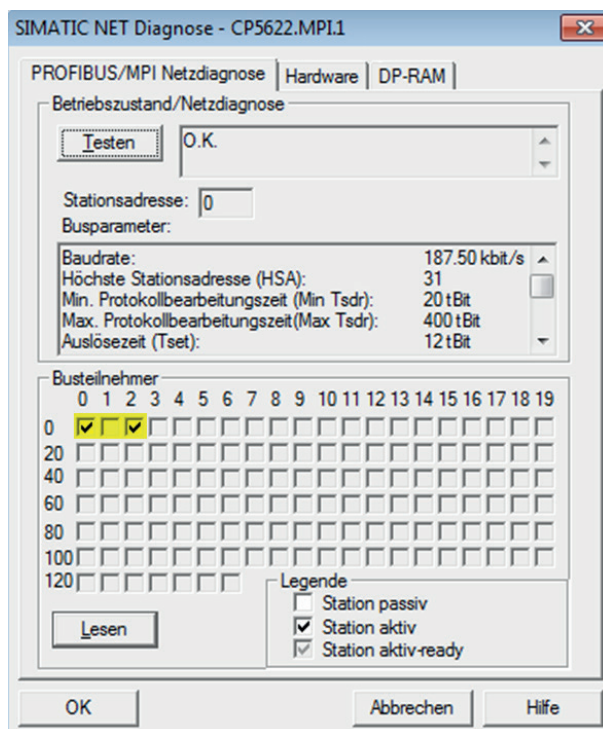 SIMATIC NET Diagnose - CP5622.MPI.1
PROFIBUS/MPI Netzdiagnose Hardware DP-RAM
Betriebszustand/Netzdiagnose
Testen O.K.
Stationsadresse: 0
Busparameter:
Baudrate: 187.50 kbit/s
Höchste Stationsadresse (HSA): 31
Min. Protokollbearbeitungszeit (Min Tsdr): 20 tBit
Max. Protokollbearbeitungszeit(Max Tsdr): 400 tBit
Auslösezeit (Tset): 12 tBit
Busteilnehmer
0 1 2 3 4 5 6 7 8 9 10 11 12 13 14 15 16 17 18 19
0
20
40
60
80
100
120
Legende
Station passiv
Station aktiv
Station aktiv-ready
Lesen
OK Abbrechen Hilfe